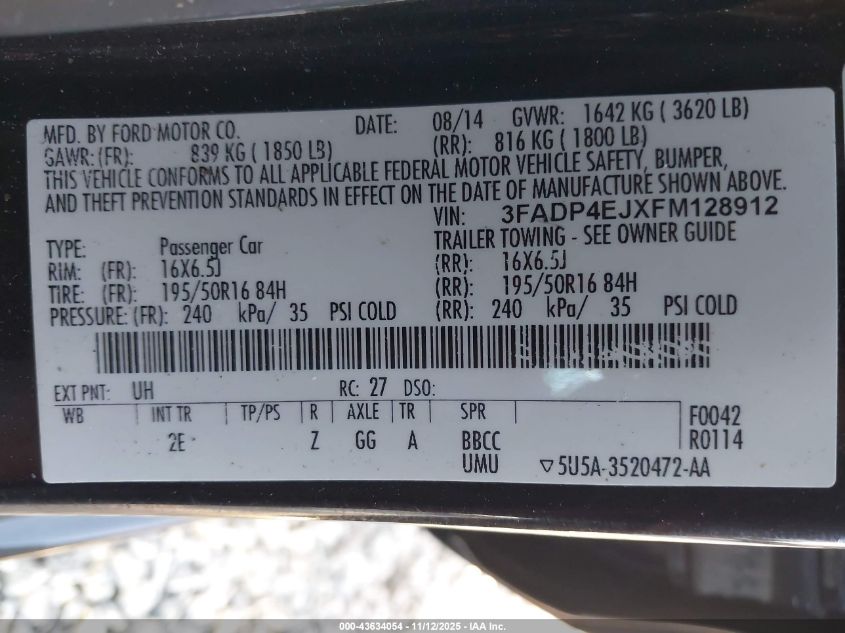 MFD. BY FORD MOTOR CO. DATE: 08/14 GVWR: 1642 KG ( 3620 LB)
GAWR: (FR): 839 KG ( 1850 LB) (RR): 816 KG ( 1800 LB)
THIS VEHICLE CONFORMS TO ALL APPLICABLE FEDERAL MOTOR VEHICLE SAFETY, BUMPER,
AND THEFT PREVENTION STANDARDS IN EFFECT ON THE DATE OF MANUFACTURE SHOWN ABOVE.
VIN: 3FADP4EJXFM128912
TYPE: Passenger Car TRAILER TOWING - SEE OWNER GUIDE
RIM: (FR): 16X6.5J (RR): 16X6.5J
TIRE: (FR): 195/50R16 84H (RR): 195/50R16 84H
PRESSURE: (FR): 240 kPa/ 35 PSI COLD (RR): 240 kPa/ 35 PSI COLD
EXT PNT: UH RC: 27 DSO:
WB INT TR TP/PS R AXLE TR SPR F0042
2E Z GG A BBCC R0114
UMU ▽5U5A-3520472-AA
000-43634054 - 11/12/2025 - IAA Inc.